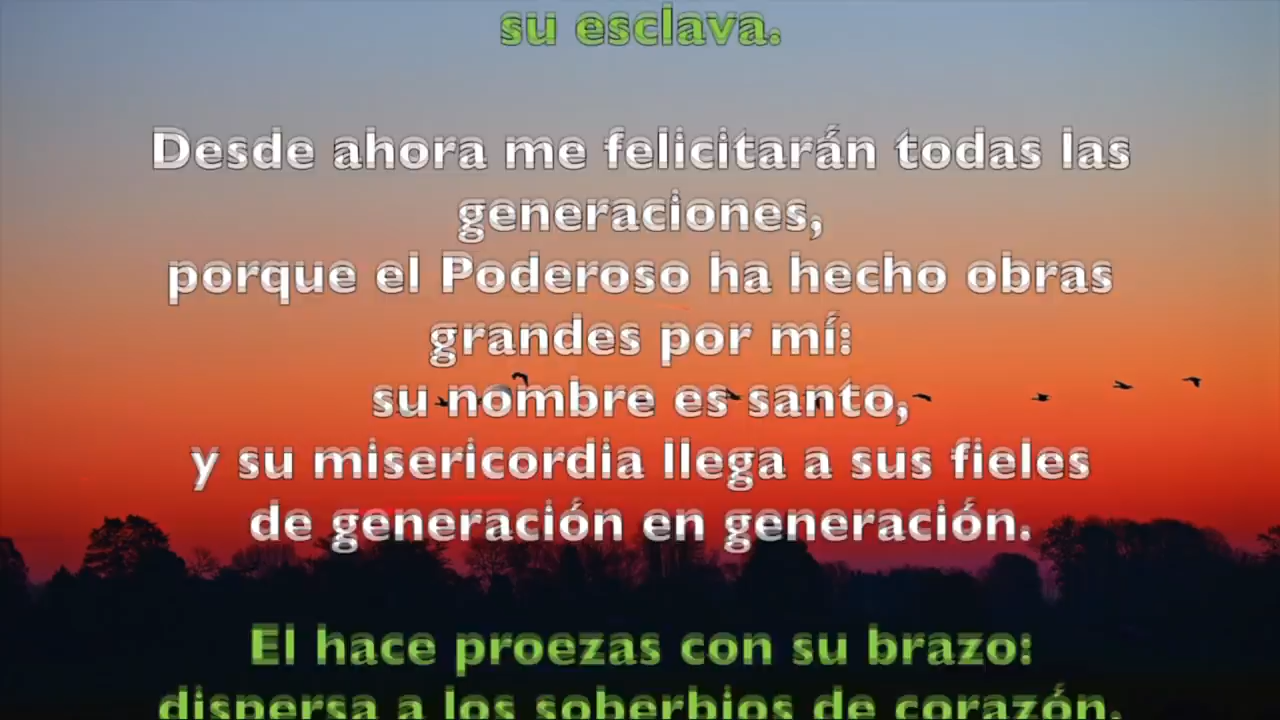 su esclava.
Desde ahora me felicitarán todas las
generaciones,
porque el Poderoso ha hecho obras
grandes por mí:
su nombre es santo,
y su misericordia llega a sus fieles
de generación en generación.
El hace proezas con su brazo:
dispersa a los soberbios de corazón,